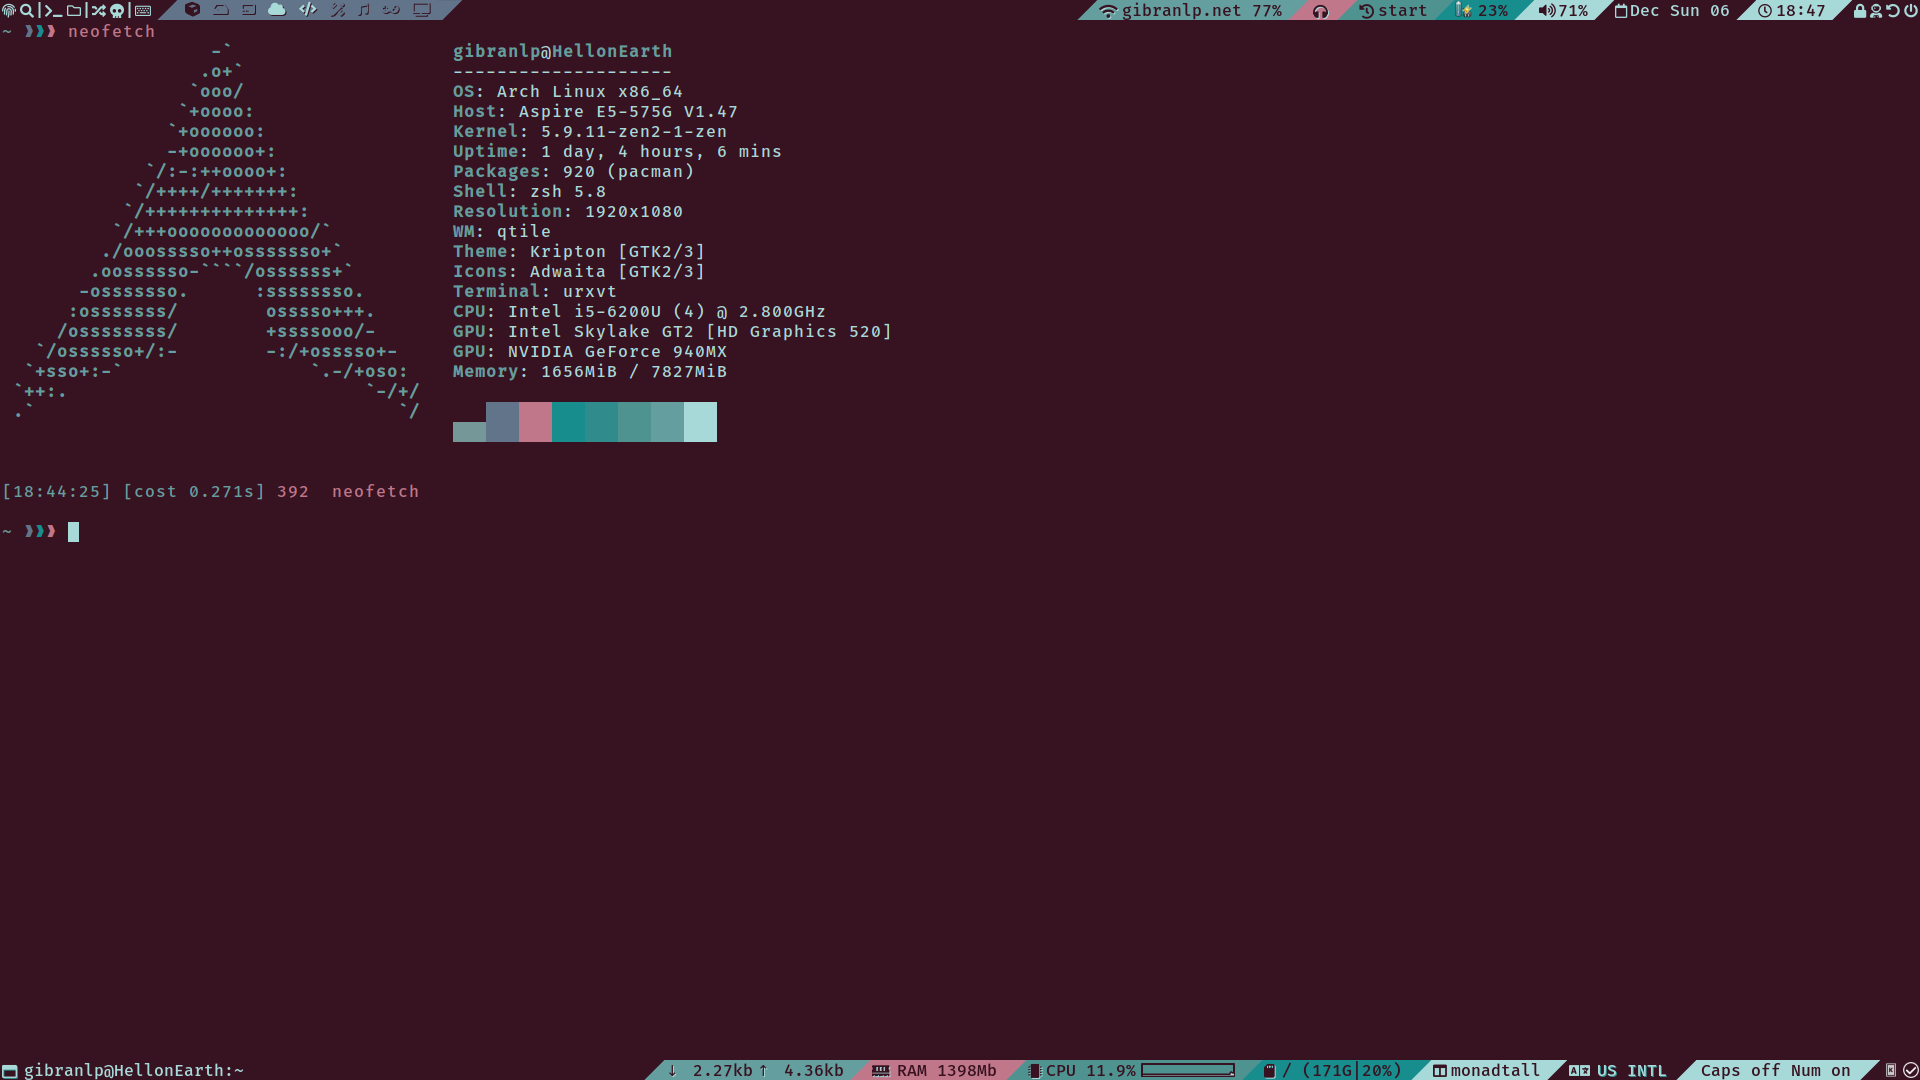 gibranlp.net 77% start 23% 71% Dec Sun 06 18:47
~ ❱❱❱ neofetch
-`
.o+`
`ooo/
`+oooo:
`+oooooo:
-+oooooo+:
`/:-:++oooo+:
`/++++/+++++++:
`/++++++++++++++:
`/+++ooooooooooooo/`
./ooosssso++osssssso+`
.oossssso-````/ossssss+`
-osssssso. :ssssssso.
:osssssss/ osssso+++.
/ossssssss/ +ssssooo/-
`/ossssso+/:- -:/+osssso+-
`+sso+:-` `.-/+oso:
`++:. `-/+/
.` `/
gibranlp@HellonEarth
--------------------
OS: Arch Linux x86_64
Host: Aspire E5-575G V1.47
Kernel: 5.9.11-zen2-1-zen
Uptime: 1 day, 4 hours, 6 mins
Packages: 920 (pacman)
Shell: zsh 5.8
Resolution: 1920x1080
WM: qtile
Theme: Kripton [GTK2/3]
Icons: Adwaita [GTK2/3]
Terminal: urxvt
CPU: Intel i5-6200U (4) @ 2.800GHz
GPU: Intel Skylake GT2 [HD Graphics 520]
GPU: NVIDIA GeForce 940MX
Memory: 1656MiB / 7827MiB
[18:44:25] [cost 0.271s] 392 neofetch
~ ❱❱❱
gibranlp@HellonEarth:~ ↓ 2.27kb↑ 4.36kb RAM 1398Mb CPU 11.9% / (171G|20%) monadtall US INTL Caps off Num on